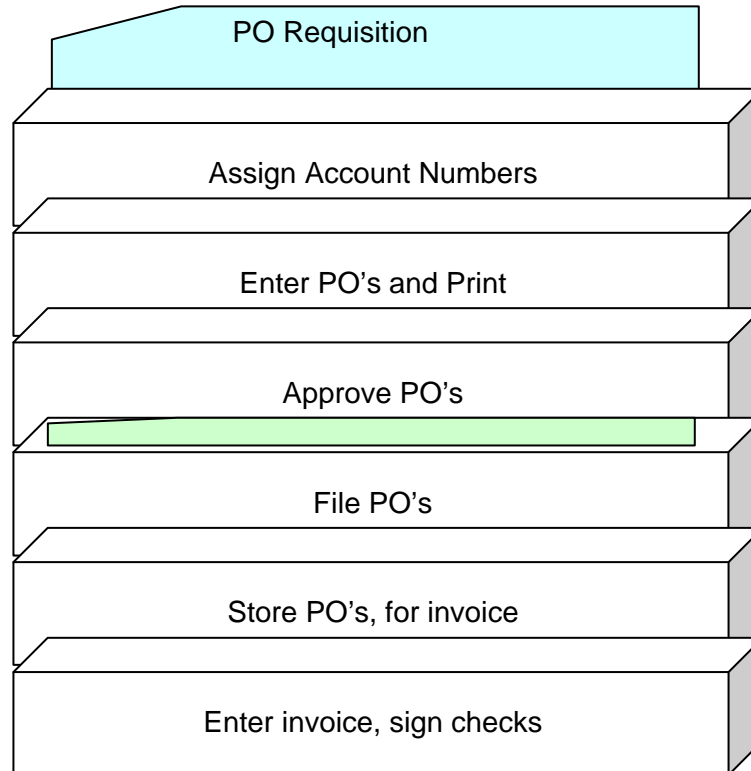 PO Requisition
Assign Account Numbers
Enter PO’s and Print
Approve PO’s
File PO’s
Store PO’s, for invoice
Enter invoice, sign checks